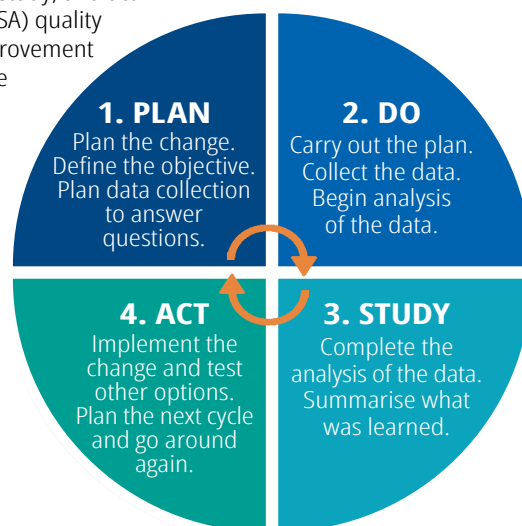 SA) quality
rovement
1. PLAN
Plan the change.
Define the objective.
Plan data collection
to answer
questions.
2. DO
Carry out the plan.
Collect the data.
Begin analysis
of the data.
3. STUDY
Complete the
analysis of the data.
Summarise what
was learned.
4. ACT
Implement the
change and test
other options.
Plan the next cycle
and go around
again.